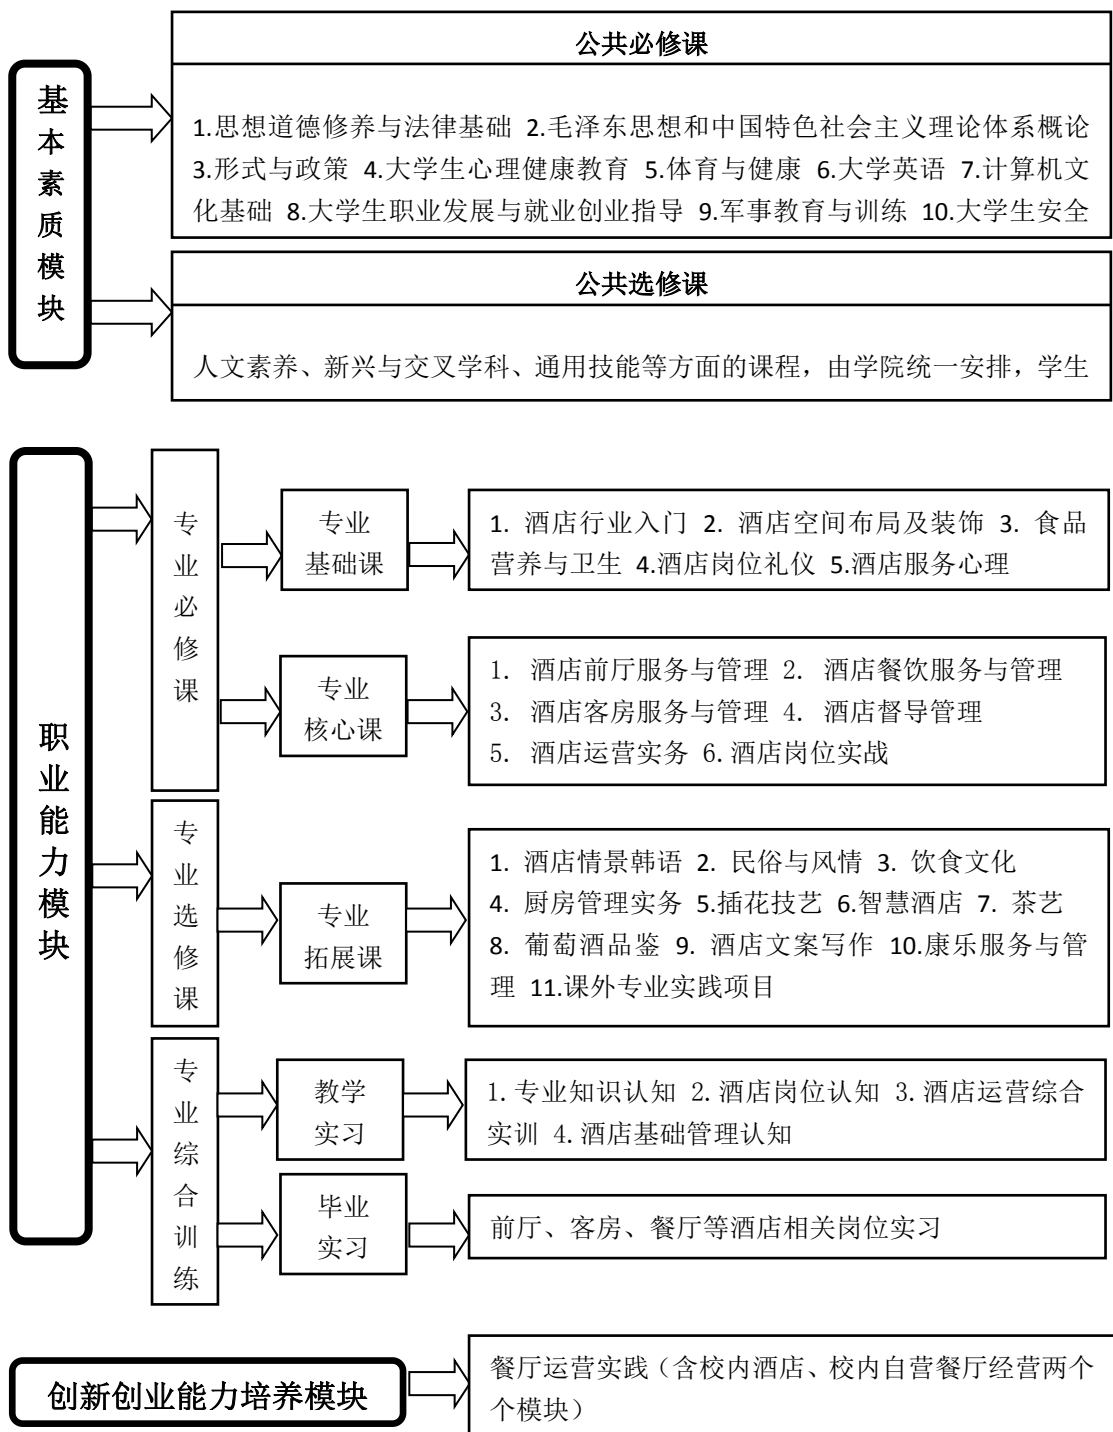 基本素质模块
公共必修课
1.思想道德修养与法律基础 2.毛泽东思想和中国特色社会主义理论体系概论
3.形式与政策 4.大学生心理健康教育 5.体育与健康 6.大学英语 7.计算机文
化基础 8.大学生职业发展与就业创业指导 9.军事教育与训练 10.大学生安全
公共选修课
人文素养、新兴与交叉学科、通用技能等方面的课程，由学院统一安排，学生
职业能力模块
专业必修课
专业
基础课
1. 酒店行业入门 2. 酒店空间布局及装饰 3. 食品
营养与卫生 4.酒店岗位礼仪 5.酒店服务心理
专业
核心课
1. 酒店前厅服务与管理 2. 酒店餐饮服务与管理
3. 酒店客房服务与管理 4. 酒店督导管理
5. 酒店运营实务 6.酒店岗位实战
专业选修课
专业
拓展课
1. 酒店情景韩语 2. 民俗与风情 3. 饮食文化
4. 厨房管理实务 5.插花技艺 6.智慧酒店 7. 茶艺
8. 葡萄酒品鉴 9. 酒店文案写作 10.康乐服务与管
理 11.课外专业实践项目
专业综合训练
教学
实习
1.专业知识认知 2.酒店岗位认知 3.酒店运营综合
实训 4.酒店基础管理认知
毕业
实习
前厅、客房、餐厅等酒店相关岗位实习
创新创业能力培养模块
餐厅运营实践（含校内酒店、校内自营餐厅经营两个
个模块）